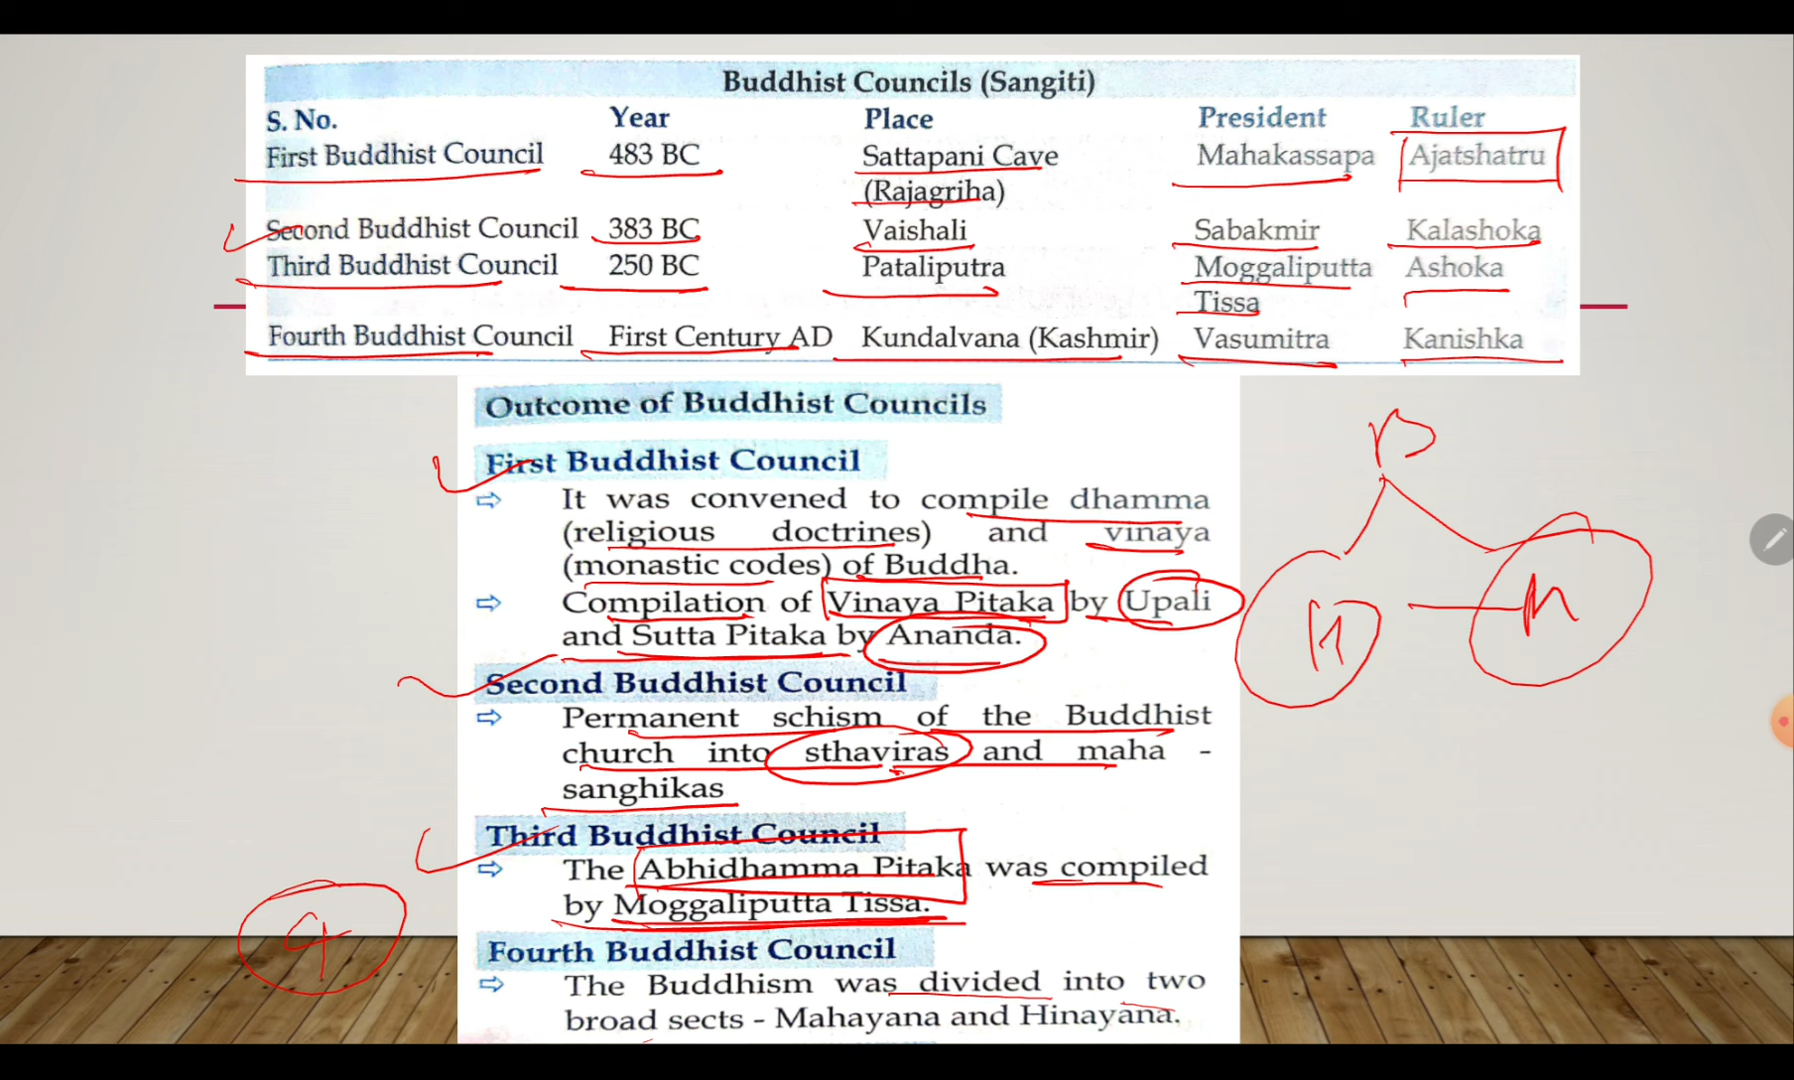 Buddhist Councils (Sangiti)
S. No. Year Place President Ruler
First Buddhist Council 483 BC Sattapani Cave Mahakassapa Ajatshatru
(Rajagriha)
Second Buddhist Council 383 BC Vaishali Sabakmir Kalashoka
Third Buddhist Council 250 BC Pataliputra Moggaliputta Ashoka
Tissa
Fourth Buddhist Council First Century AD Kundalvana (Kashmir) Vasumitra Kanishka
Outcome of Buddhist Councils
First Buddhist Council
⇨ It was convened to compile dhamma
(religious doctrines) and vinaya
(monastic codes) of Buddha.
⇨ Compilation of Vinaya Pitaka by Upali
and Sutta Pitaka by Ananda.
Second Buddhist Council
⇨ Permanent schism of the Buddhist
church into sthaviras and maha -
sanghikas
Third Buddhist Council
⇨ The Abhidhamma Pitaka was compiled
by Moggaliputta Tissa.
Fourth Buddhist Council
⇨ The Buddhism was divided into two
broad sects - Mahayana and Hinayana.
B
H
4